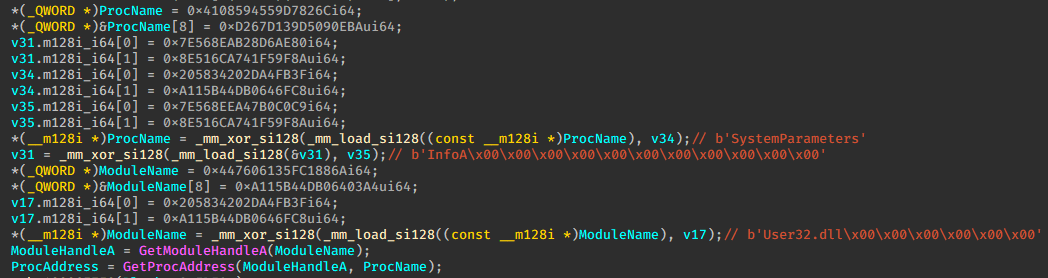 *(_QWORD *)ProcName = 0×4108594559D7826Ci64;
*(_QWORD *)&ProcName[8] = 0×D267D139D5090EBAui64;
v31.m128i_i64[0] = 0×7E568EAB28D6AE80i64;
v31.m128i_i64[1] = 0×8E516CA741F59F8Aui64;
v34.m128i_i64[0] = 0×205834202DA4FB3Fi64;
v34.m128i_i64[1] = 0×A115B44DB0646FC8ui64;
v35.m128i_i64[0] = 0×7E568EEA47B0C0C9i64;
v35.m128i_i64[1] = 0×8E516CA741F59F8Aui64;
*(__m128i *)ProcName = _mm_xor_si128(_mm_load_si128((const __m128i *)ProcName), v34);// b'SystemParameters'
v31 = _mm_xor_si128(_mm_load_si128(&v31), v35);// b'InfoA\x00\x00\x00\x00\x00\x00\x00\x00\x00\x00\x00'
*(_QWORD *)ModuleName = 0×447606135FC1886Ai64;
*(_QWORD *)&ModuleName[8] = 0×A115B44DB06403A4ui64;
v17.m128i_i64[0] = 0×205834202DA4FB3Fi64;
v17.m128i_i64[1] = 0×A115B44DB0646FC8ui64;
*(__m128i *)ModuleName = _mm_xor_si128(_mm_load_si128((const __m128i *)ModuleName), v17);// b'User32.dll\x00\x00\x00\x00\x00\x00'
ModuleHandleA = GetModuleHandleA(ModuleName);
ProcAddress = GetProcAddress(ModuleHandleA, ProcName);